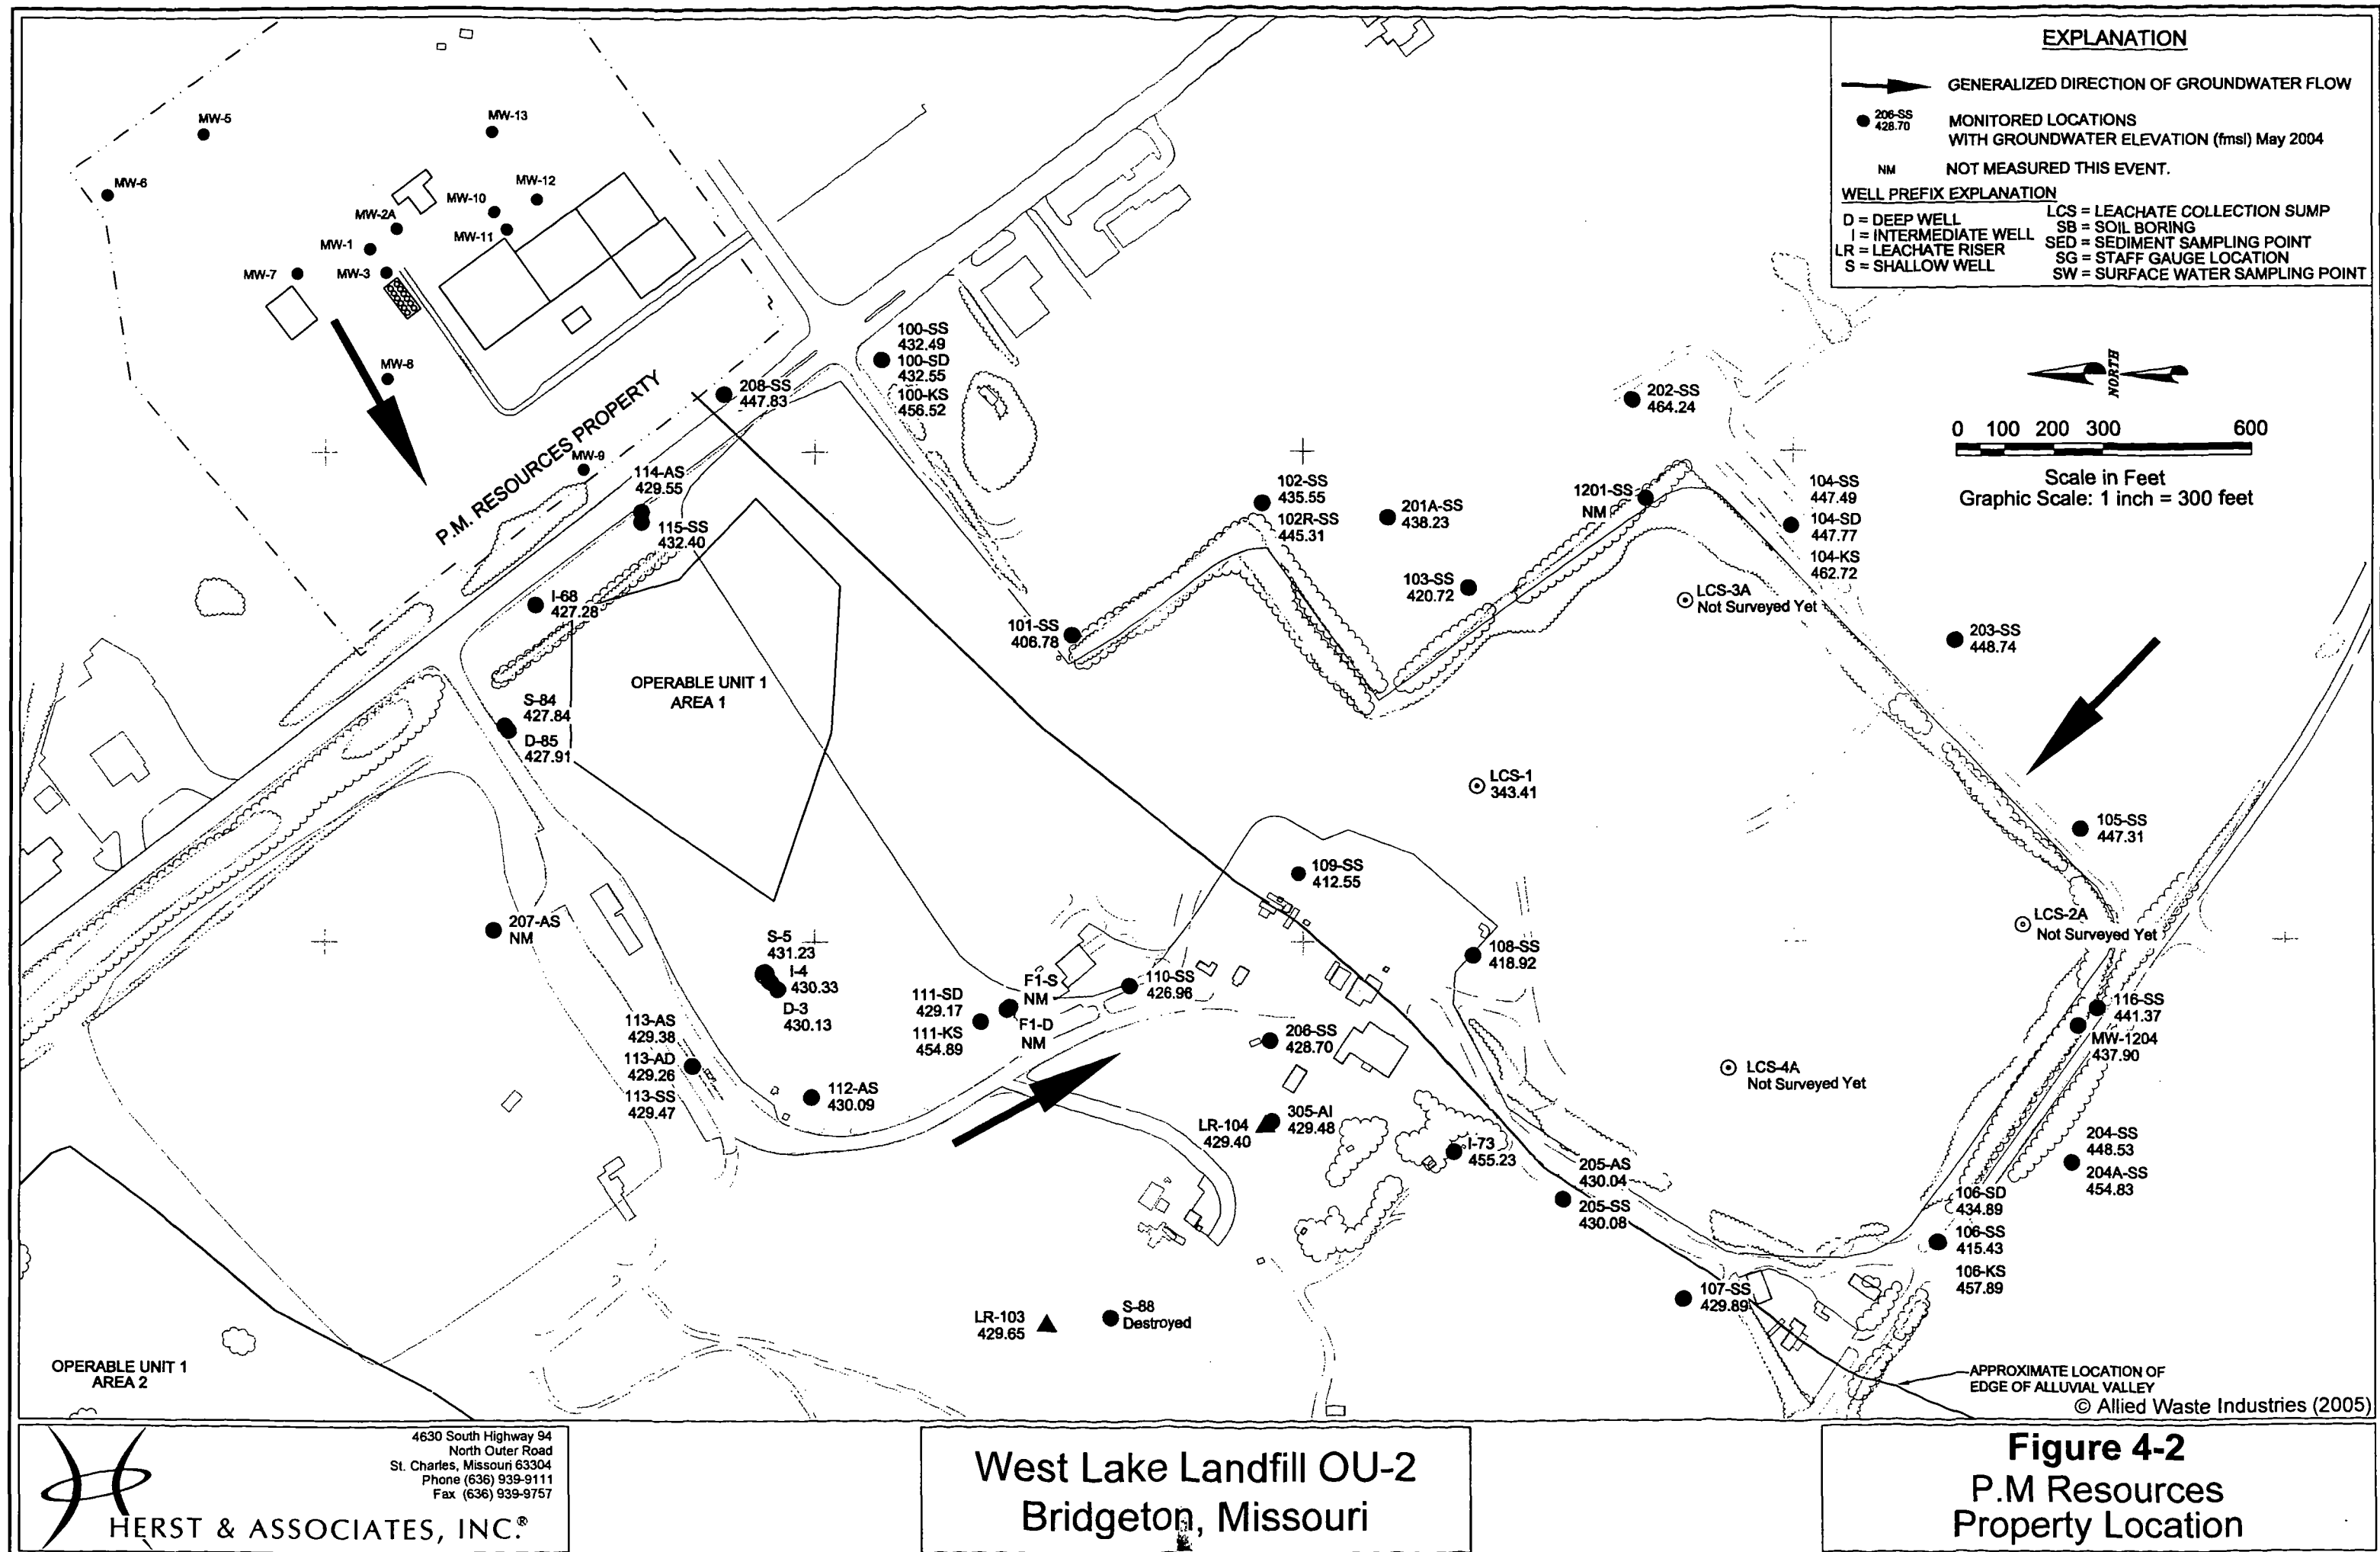 EXPLANATION
GENERALIZED DIRECTION OF GROUNDWATER FLOW
206-SS
428.70
MONITORED LOCATIONS
WITH GROUNDWATER ELEVATION (fmsl) May 2004
NM
NOT MEASURED THIS EVENT.
WELL PREFIX EXPLANATION
D = DEEP WELL
I = INTERMEDIATE WELL
LR = LEACHATE RISER
S = SHALLOW WELL
LCS = LEACHATE COLLECTION SUMP
SB = SOIL BORING
SED = SEDIMENT SAMPLING POINT
SG = STAFF GAUGE LOCATION
SW = SURFACE WATER SAMPLING POINT
NORTH
0 100 200 300 600
Scale in Feet
Graphic Scale: 1 inch = 300 feet
MW-5
MW-13
MW-6
MW-12
MW-10
MW-2A
MW-11
MW-1
MW-7
MW-3
MW-8
P.M. RESOURCES PROPERTY
MW-9
100-SS
432.49
100-SD
432.55
100-KS
456.52
208-SS
447.83
114-AS
429.55
115-SS
432.40
I-68
427.28
S-84
427.84
D-85
427.91
OPERABLE UNIT 1
AREA 1
101-SS
406.78
102-SS
435.55
102R-SS
445.31
201A-SS
438.23
103-SS
420.72
1201-SS
NM
202-SS
464.24
104-SS
447.49
104-SD
447.77
104-KS
462.72
LCS-3A
Not Surveyed Yet
203-SS
448.74
LCS-1
343.41
105-SS
447.31
109-SS
412.55
LCS-2A
Not Surveyed Yet
207-AS
NM
S-5
431.23
I-4
430.33
D-3
430.13
108-SS
418.92
110-SS
426.96
F1-S
NM
F1-D
NM
111-SD
429.17
111-KS
454.89
113-AS
429.38
113-AD
429.26
113-SS
429.47
112-AS
430.09
206-SS
428.70
116-SS
441.37
MW-1204
437.90
LCS-4A
Not Surveyed Yet
LR-104
429.40
305-AI
429.48
I-73
455.23
204-SS
448.53
204A-SS
454.83
205-AS
430.04
205-SS
430.08
106-SD
434.89
106-SS
415.43
106-KS
457.89
107-SS
429.89
LR-103
429.65
S-88
Destroyed
OPERABLE UNIT 1
AREA 2
APPROXIMATE LOCATION OF
EDGE OF ALLUVIAL VALLEY
© Allied Waste Industries (2005)
4630 South Highway 94
North Outer Road
St. Charles, Missouri 63304
Phone (636) 939-9111
Fax (636) 939-9757
HERST & ASSOCIATES, INC.®
West Lake Landfill OU-2
Bridgeton, Missouri
Figure 4-2
P.M Resources
Property Location